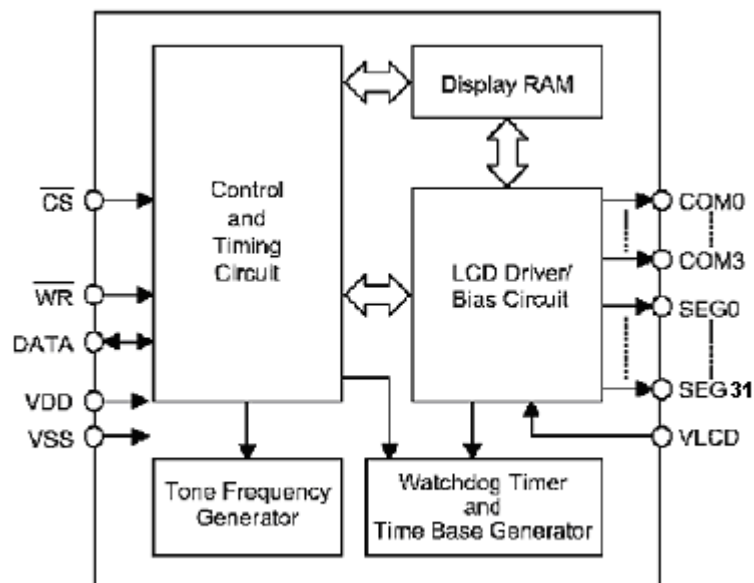 Display RAM
Control
and
Timing
Circuit
LCD Driver/
Bias Circuit
Tone Frequency
Generator
Watchdog Timer
and
Time Base Generator
CS
WR
DATA
VDD
VSS
COM0
COM3
SEG0
SEG31
VLCD